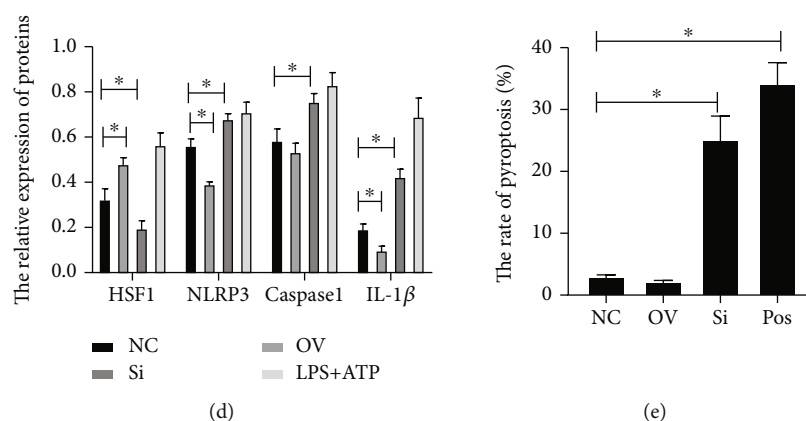 The relative expression of proteins
1.0
0.8
0.6
0.4
0.2
0.0
* * * * * * *
HSF1 NLRP3 Caspase1 IL-1β
NC OV
Si LPS+ATP
(d)
The rate of pyroptosis (%)
40
30
20
10
0
*
*
NC OV Si Pos
(e)